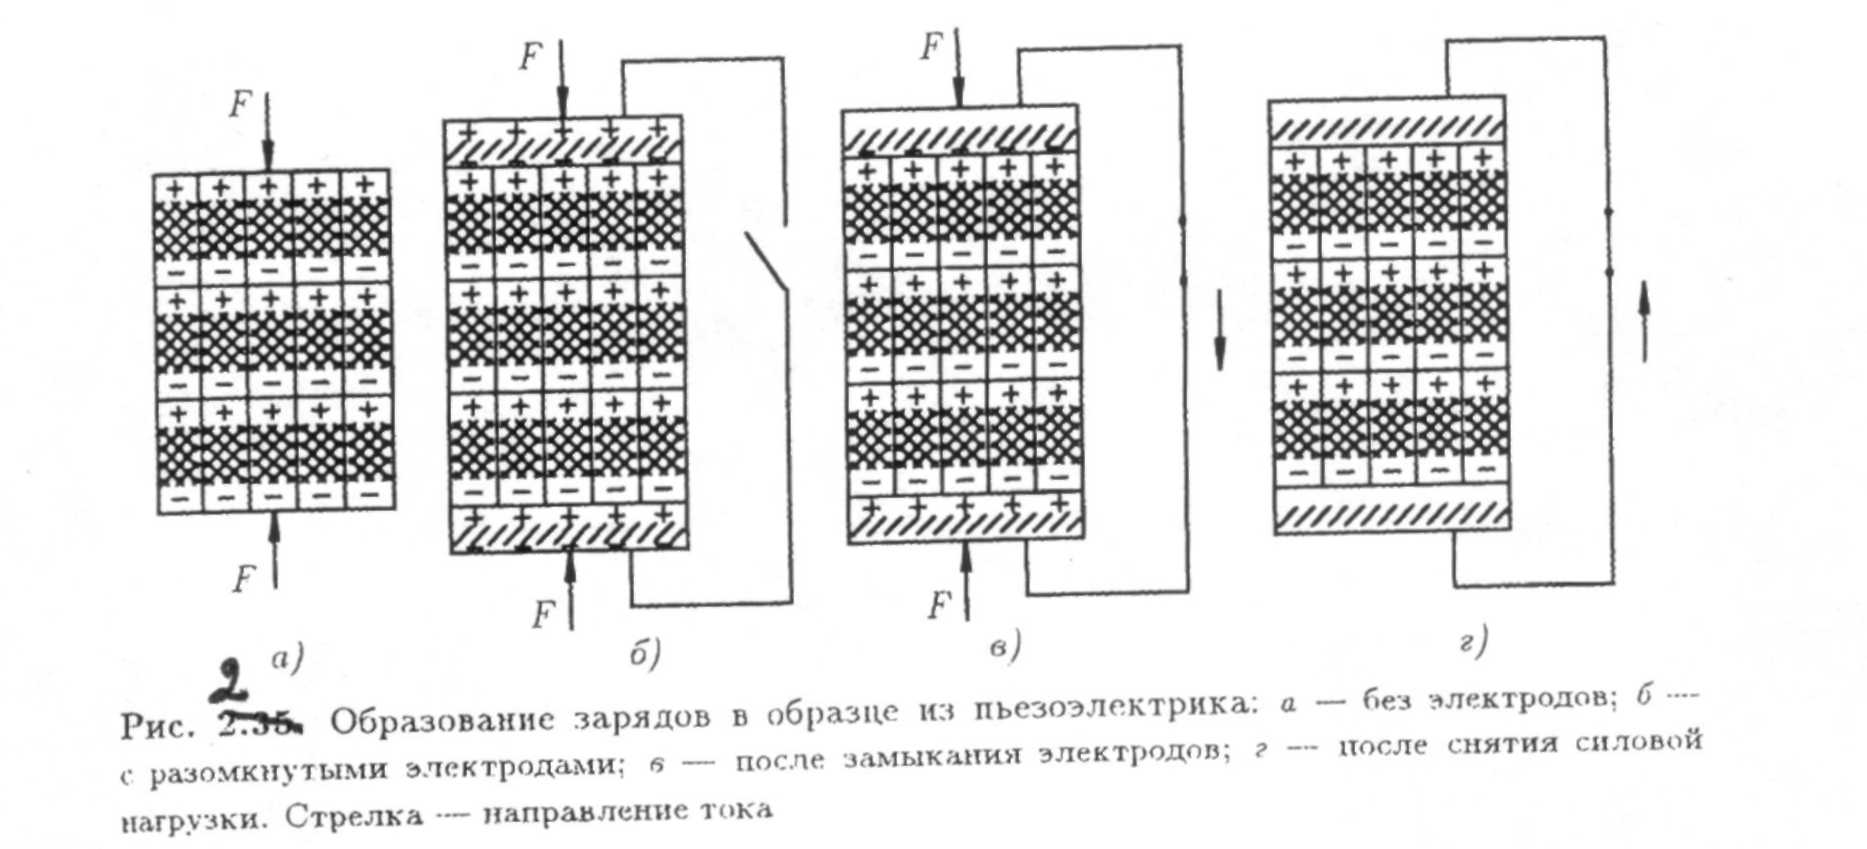 F F F
F
F F F
а) б) в) г)
2
Рис. 2.35. Образование зарядов в образце из пьезоэлектрика: а — без электродов; б —
с разомкнутыми электродами; в — после замыкания электродов; г — после снятия силовой
нагрузки. Стрелка — направление тока